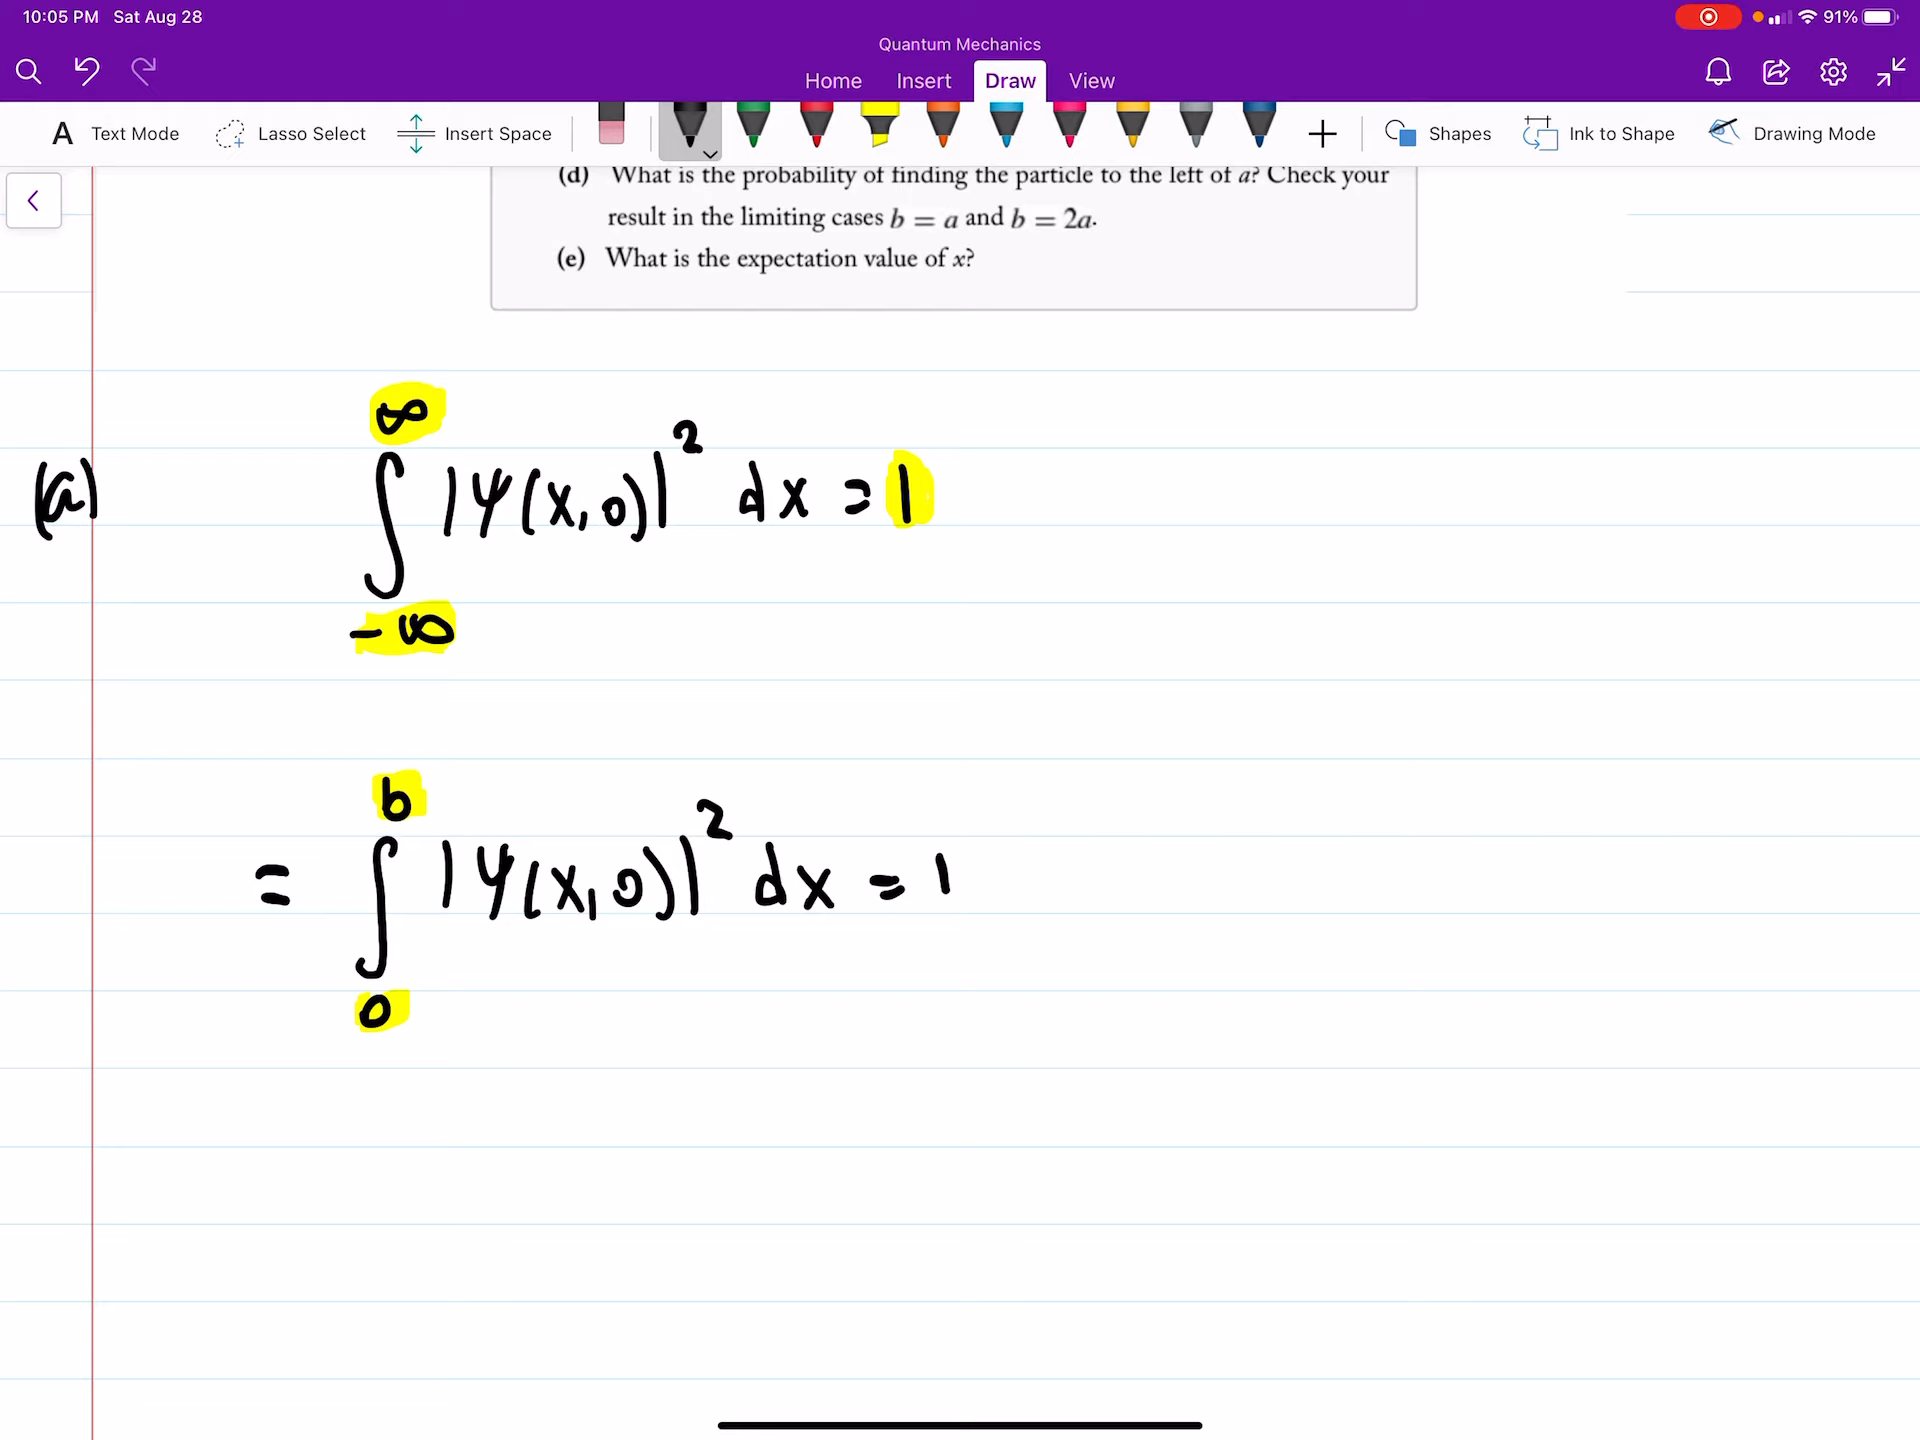 10:05 PM Sat Aug 28 91%
Quantum Mechanics
Home Insert Draw View
A Text Mode Lasso Select Insert Space Shapes Ink to Shape Drawing Mode
(d) What is the probability of finding the particle to the left of a? Check your
result in the limiting cases b = a and b = 2a.
(e) What is the expectation value of x?
(a) ∫_{-∞}^{∞} |Ψ(x,0)|² dx = 1
= ∫_{0}^{b} |Ψ(x,0)|² dx = 1